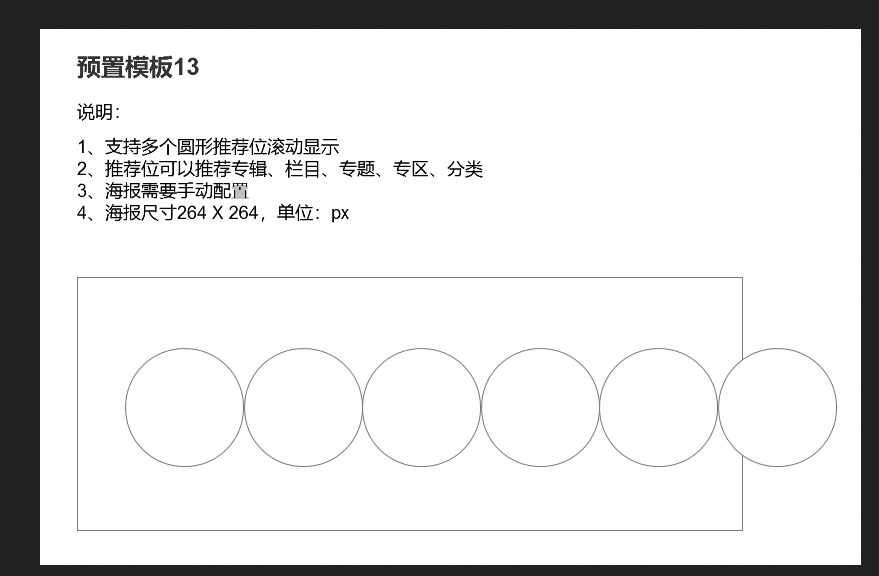 预置模板13
说明：
1、支持多个圆形推荐位滚动显示
2、推荐位可以推荐专辑、栏目、专题、专区、分类
3、海报需要手动配置
4、海报尺寸264 X 264，单位：px